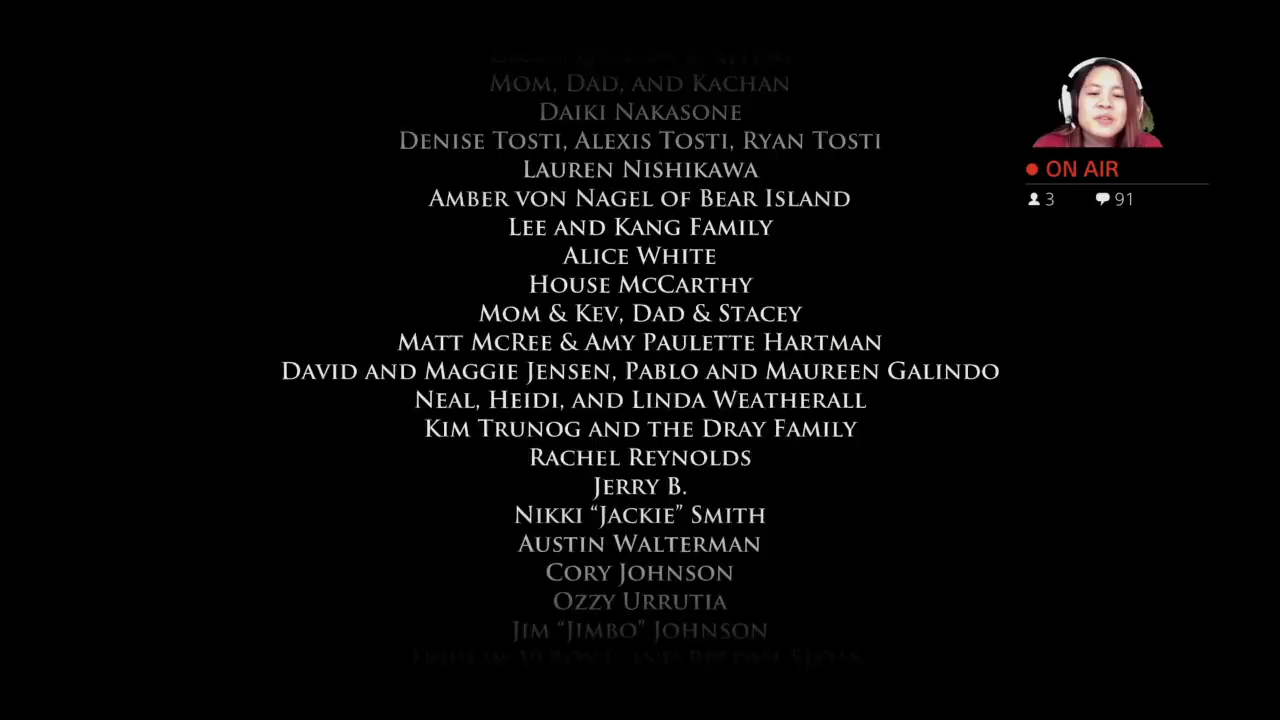 Mom, Dad, and Kachan
Daiki Nakasone
Denise Tosti, Alexis Tosti, Ryan Tosti
Lauren Nishikawa
Amber von Nagel of Bear Island
Lee and Kang Family
Alice White
House McCarthy
Mom & Kev, Dad & Stacey
Matt McRee & Amy Paulette Hartman
David and Maggie Jensen, Pablo and Maureen Galindo
Neal, Heidi, and Linda Weatherall
Kim Trunog and the Dray Family
Rachel Reynolds
Jerry B.
Nikki “Jackie” Smith
Austin Walterman
Cory Johnson
Ozzy Urrutia
Jim “Jimbo” Johnson
ON AIR
3 91